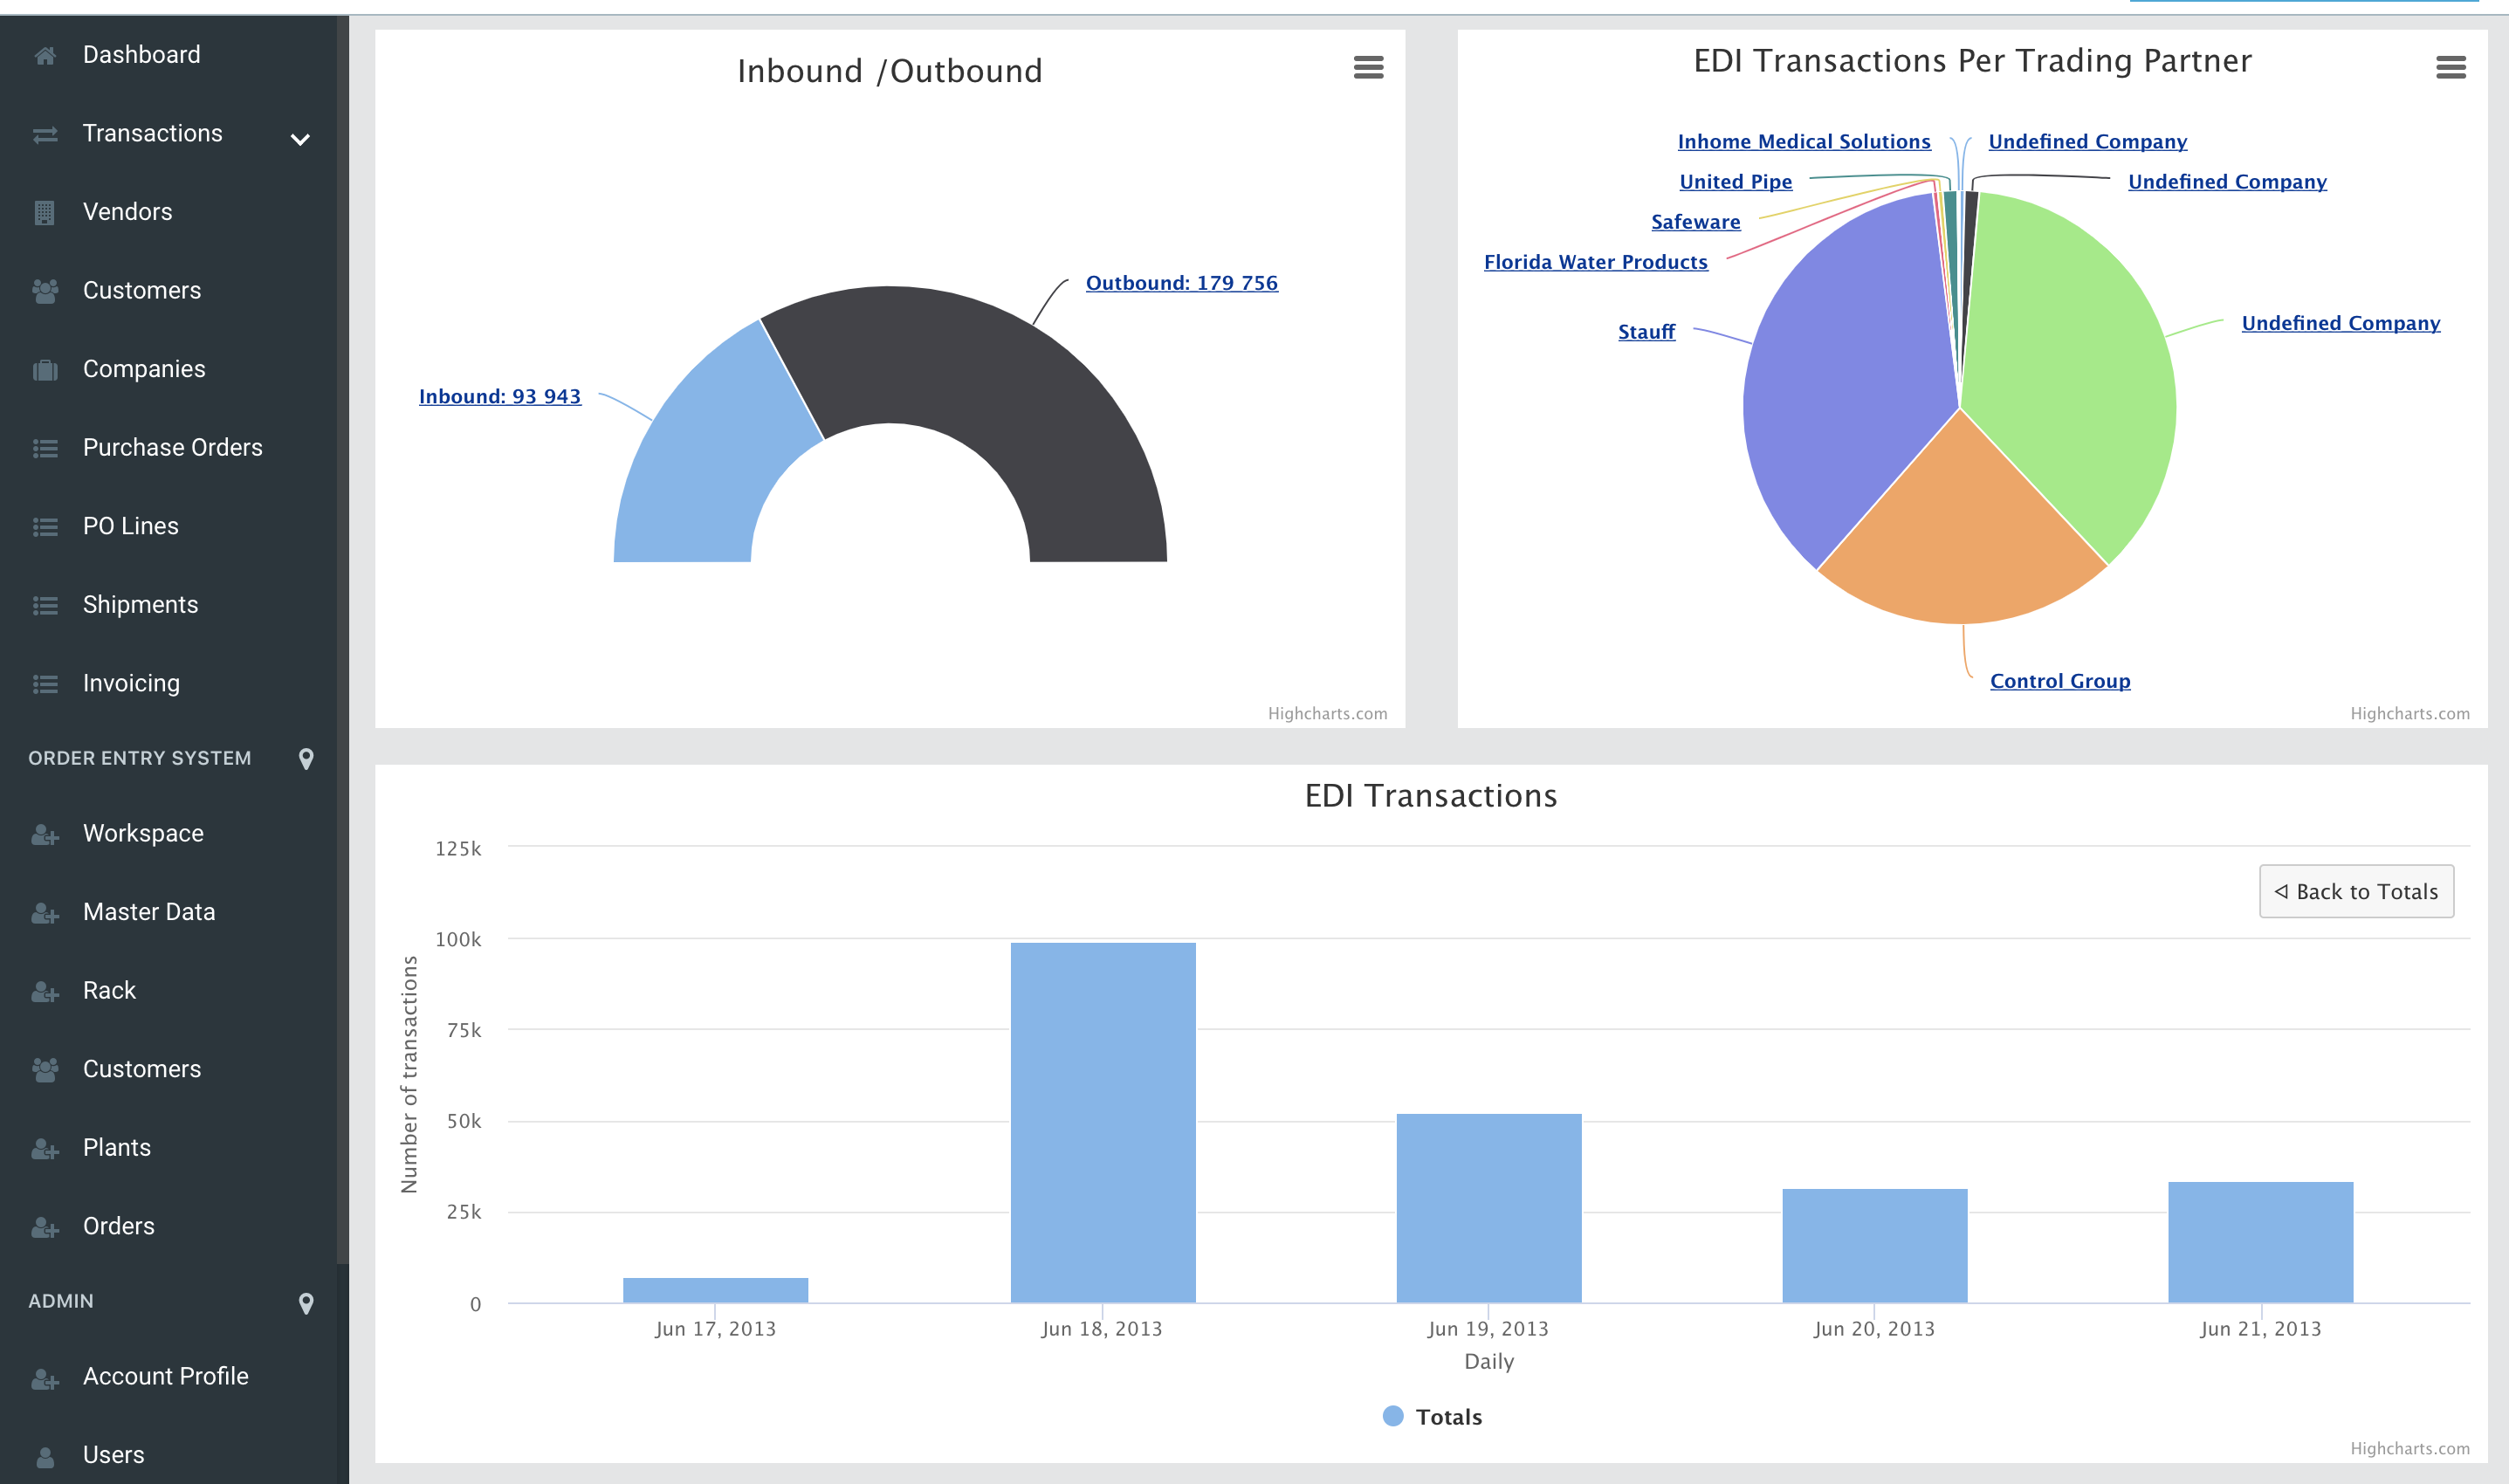 Dashboard
Transactions
Vendors
Customers
Companies
Purchase Orders
PO Lines
Shipments
Invoicing
ORDER ENTRY SYSTEM
Workspace
Master Data
Rack
Customers
Plants
Orders
ADMIN
Account Profile
Users
Inbound /Outbound
Outbound: 179 756
Inbound: 93 943
Highcharts.com
EDI Transactions Per Trading Partner
Inhome Medical Solutions
Undefined Company
United Pipe
Undefined Company
Safeware
Florida Water Products
Undefined Company
Stauff
Control Group
Highcharts.com
EDI Transactions
Back to Totals
Number of transactions
125k
100k
75k
50k
25k
0
Jun 17, 2013
Jun 18, 2013
Jun 19, 2013
Jun 20, 2013
Jun 21, 2013
Daily
Totals
Highcharts.com